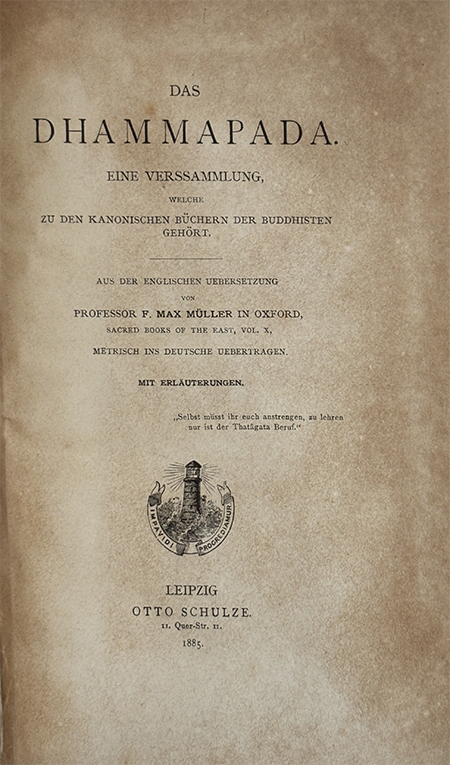 DAS
DHAMMAPADA.
EINE VERSSAMMLUNG,
WELCHE
ZU DEN KANONISCHEN BÜCHERN DER BUDDHISTEN
GEHÖRT.
AUS DER ENGLISCHEN UEBERSETZUNG
VON
PROFESSOR F. MAX MÜLLER IN OXFORD,
SACRED BOOKS OF THE EAST, VOL. X,
METRISCH INS DEUTSCHE UEBERTRAGEN.
MIT ERLÄUTERUNGEN.
„Selbst müsst ihr euch anstrengen, zu lehren
nur ist der Thatâgata Beruf.“
IMPAVIDI PROGREDIAMUR
LEIPZIG
OTTO SCHULZE.
11. Quer-Str. 11.
1885.